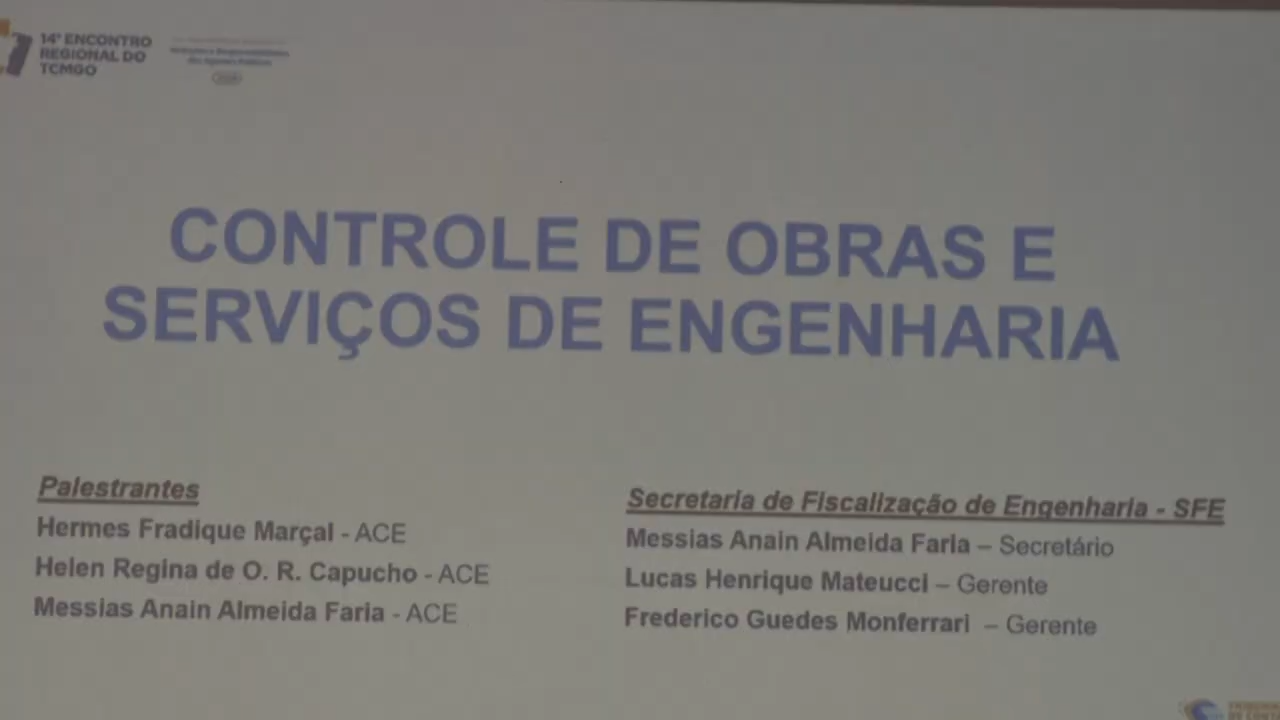 14º ENCONTRO
REGIONAL DO
TCMGO
CONTROLE DE OBRAS E
SERVIÇOS DE ENGENHARIA
Palestrantes
Hermes Fradique Marçal - ACE
Helen Regina de O. R. Capucho - ACE
Messias Anain Almeida Faria - ACE
Secretaria de Fiscalização de Engenharia - SFE
Messias Anain Almeida Faria – Secretário
Lucas Henrique Mateucci – Gerente
Frederico Guedes Monferrari – Gerente